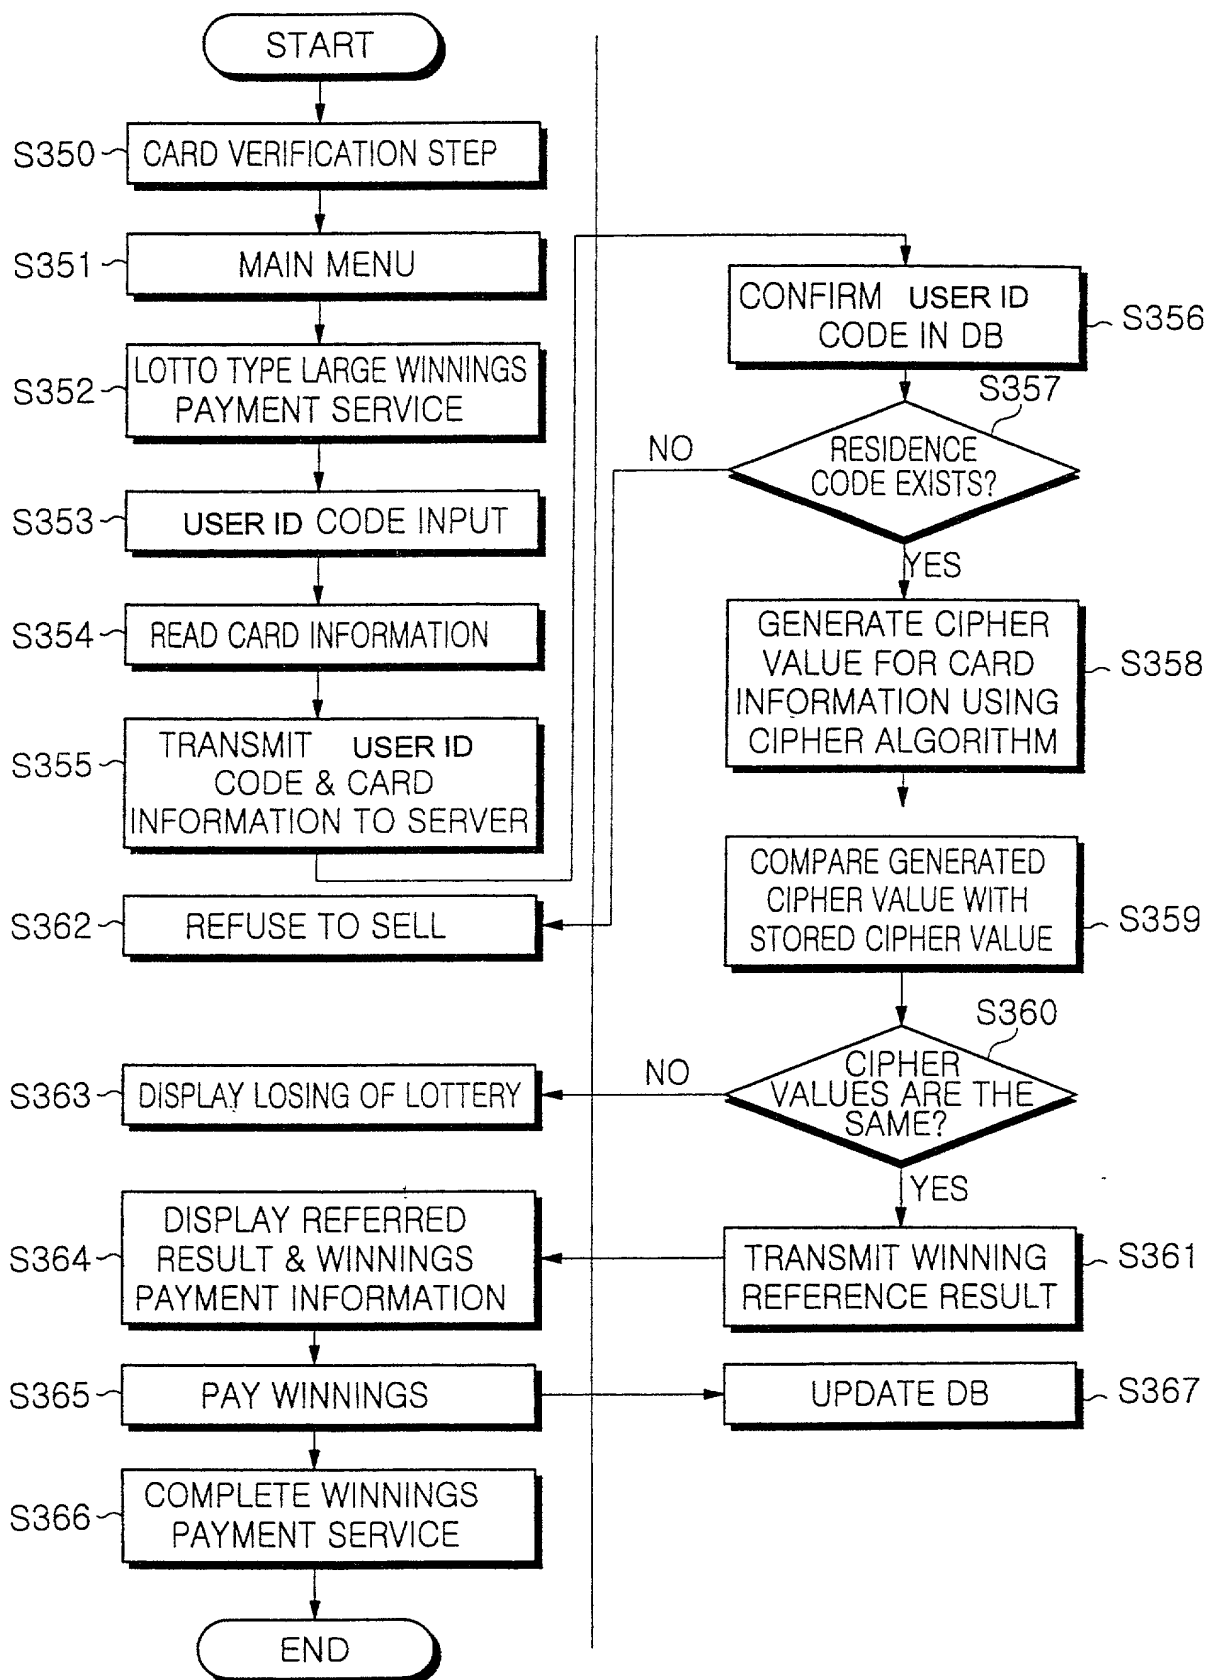 START
S350
CARD VERIFICATION STEP
S351
MAIN MENU
S352
LOTTO TYPE LARGE WINNINGS
PAYMENT SERVICE
S353
USER ID CODE INPUT
S354
READ CARD INFORMATION
S355
TRANSMIT USER ID
CODE & CARD
INFORMATION TO SERVER
S362
REFUSE TO SELL
S363
DISPLAY LOSING OF LOTTERY
S364
DISPLAY REFERRED
RESULT & WINNINGS
PAYMENT INFORMATION
S365
PAY WINNINGS
S366
COMPLETE WINNINGS
PAYMENT SERVICE
END
CONFIRM USER ID
CODE IN DB
S356
S357
NO
RESIDENCE
CODE EXISTS?
YES
GENERATE CIPHER
VALUE FOR CARD
INFORMATION USING
CIPHER ALGORITHM
S358
COMPARE GENERATED
CIPHER VALUE WITH
STORED CIPHER VALUE
S359
S360
NO
CIPHER
VALUES ARE THE
SAME?
YES
TRANSMIT WINNING
REFERENCE RESULT
S361
UPDATE DB
S367